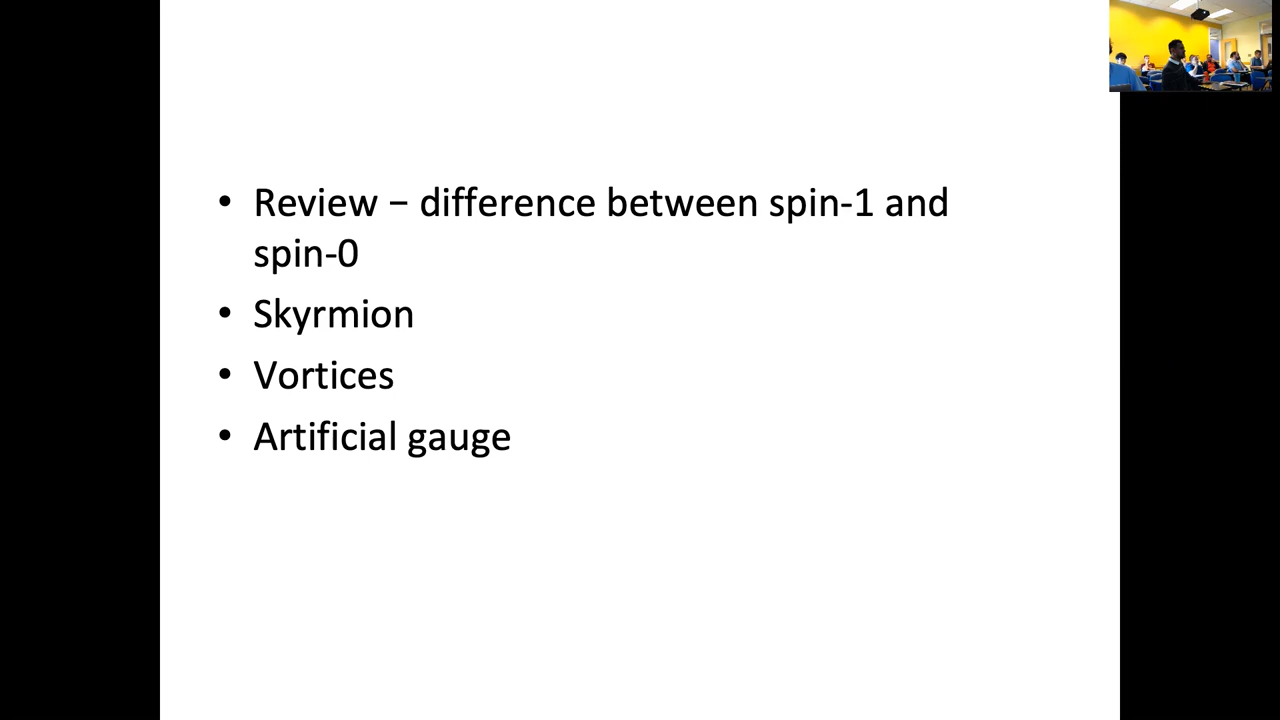 • Review – difference between spin-1 and
spin-0
• Skyrmion
• Vortices
• Artificial gauge